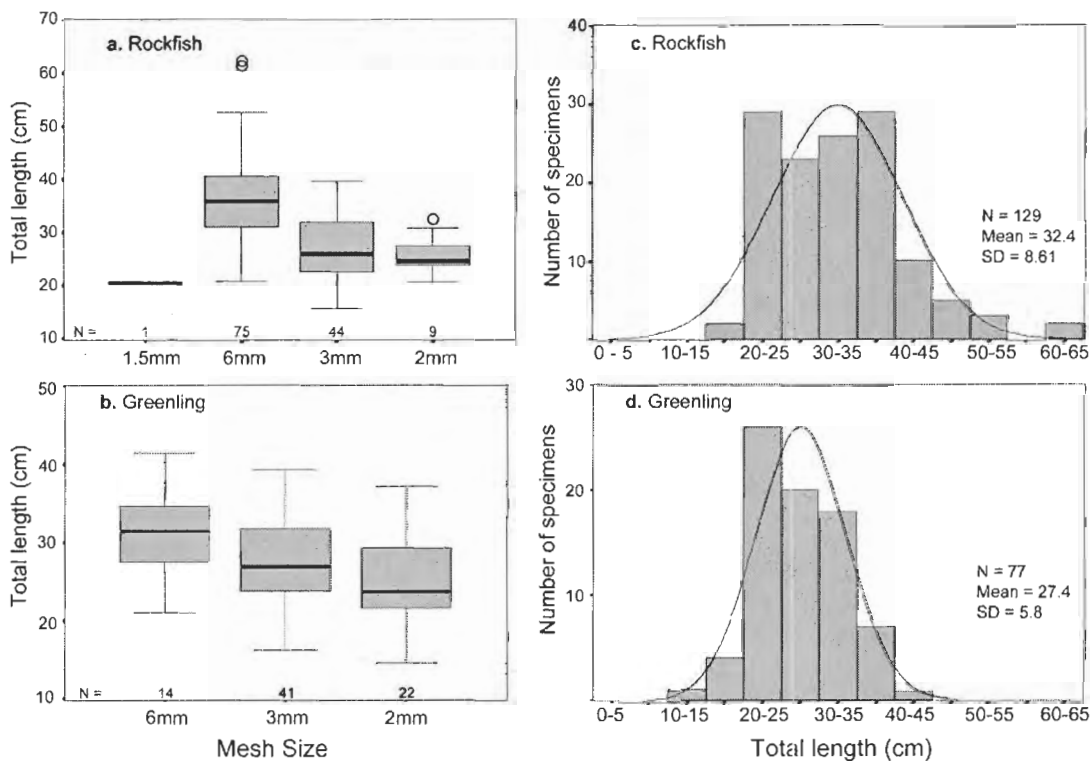 a. Rockfish
Total length (cm)
70
60
50
40
30
20
10
N = 1 75 44 9
1.5mm 6mm 3mm 2mm
c. Rockfish
Number of specimens
40
30
20
10
N = 129
Mean = 32.4
SD = 8.61
0 - 5 10-15 20-25 30-35 40-45 50-55 60-65
b. Greenling
Total length (cm)
50
40
30
20
10
N = 14 41 22
6mm 3mm 2mm
Mesh Size
d. Greenling
Number of specimens
30
20
10
N = 77
Mean = 27.4
SD = 5.8
0-5 10-15 20-25 30-35 40-45 50-55 60-65
Total length (cm)